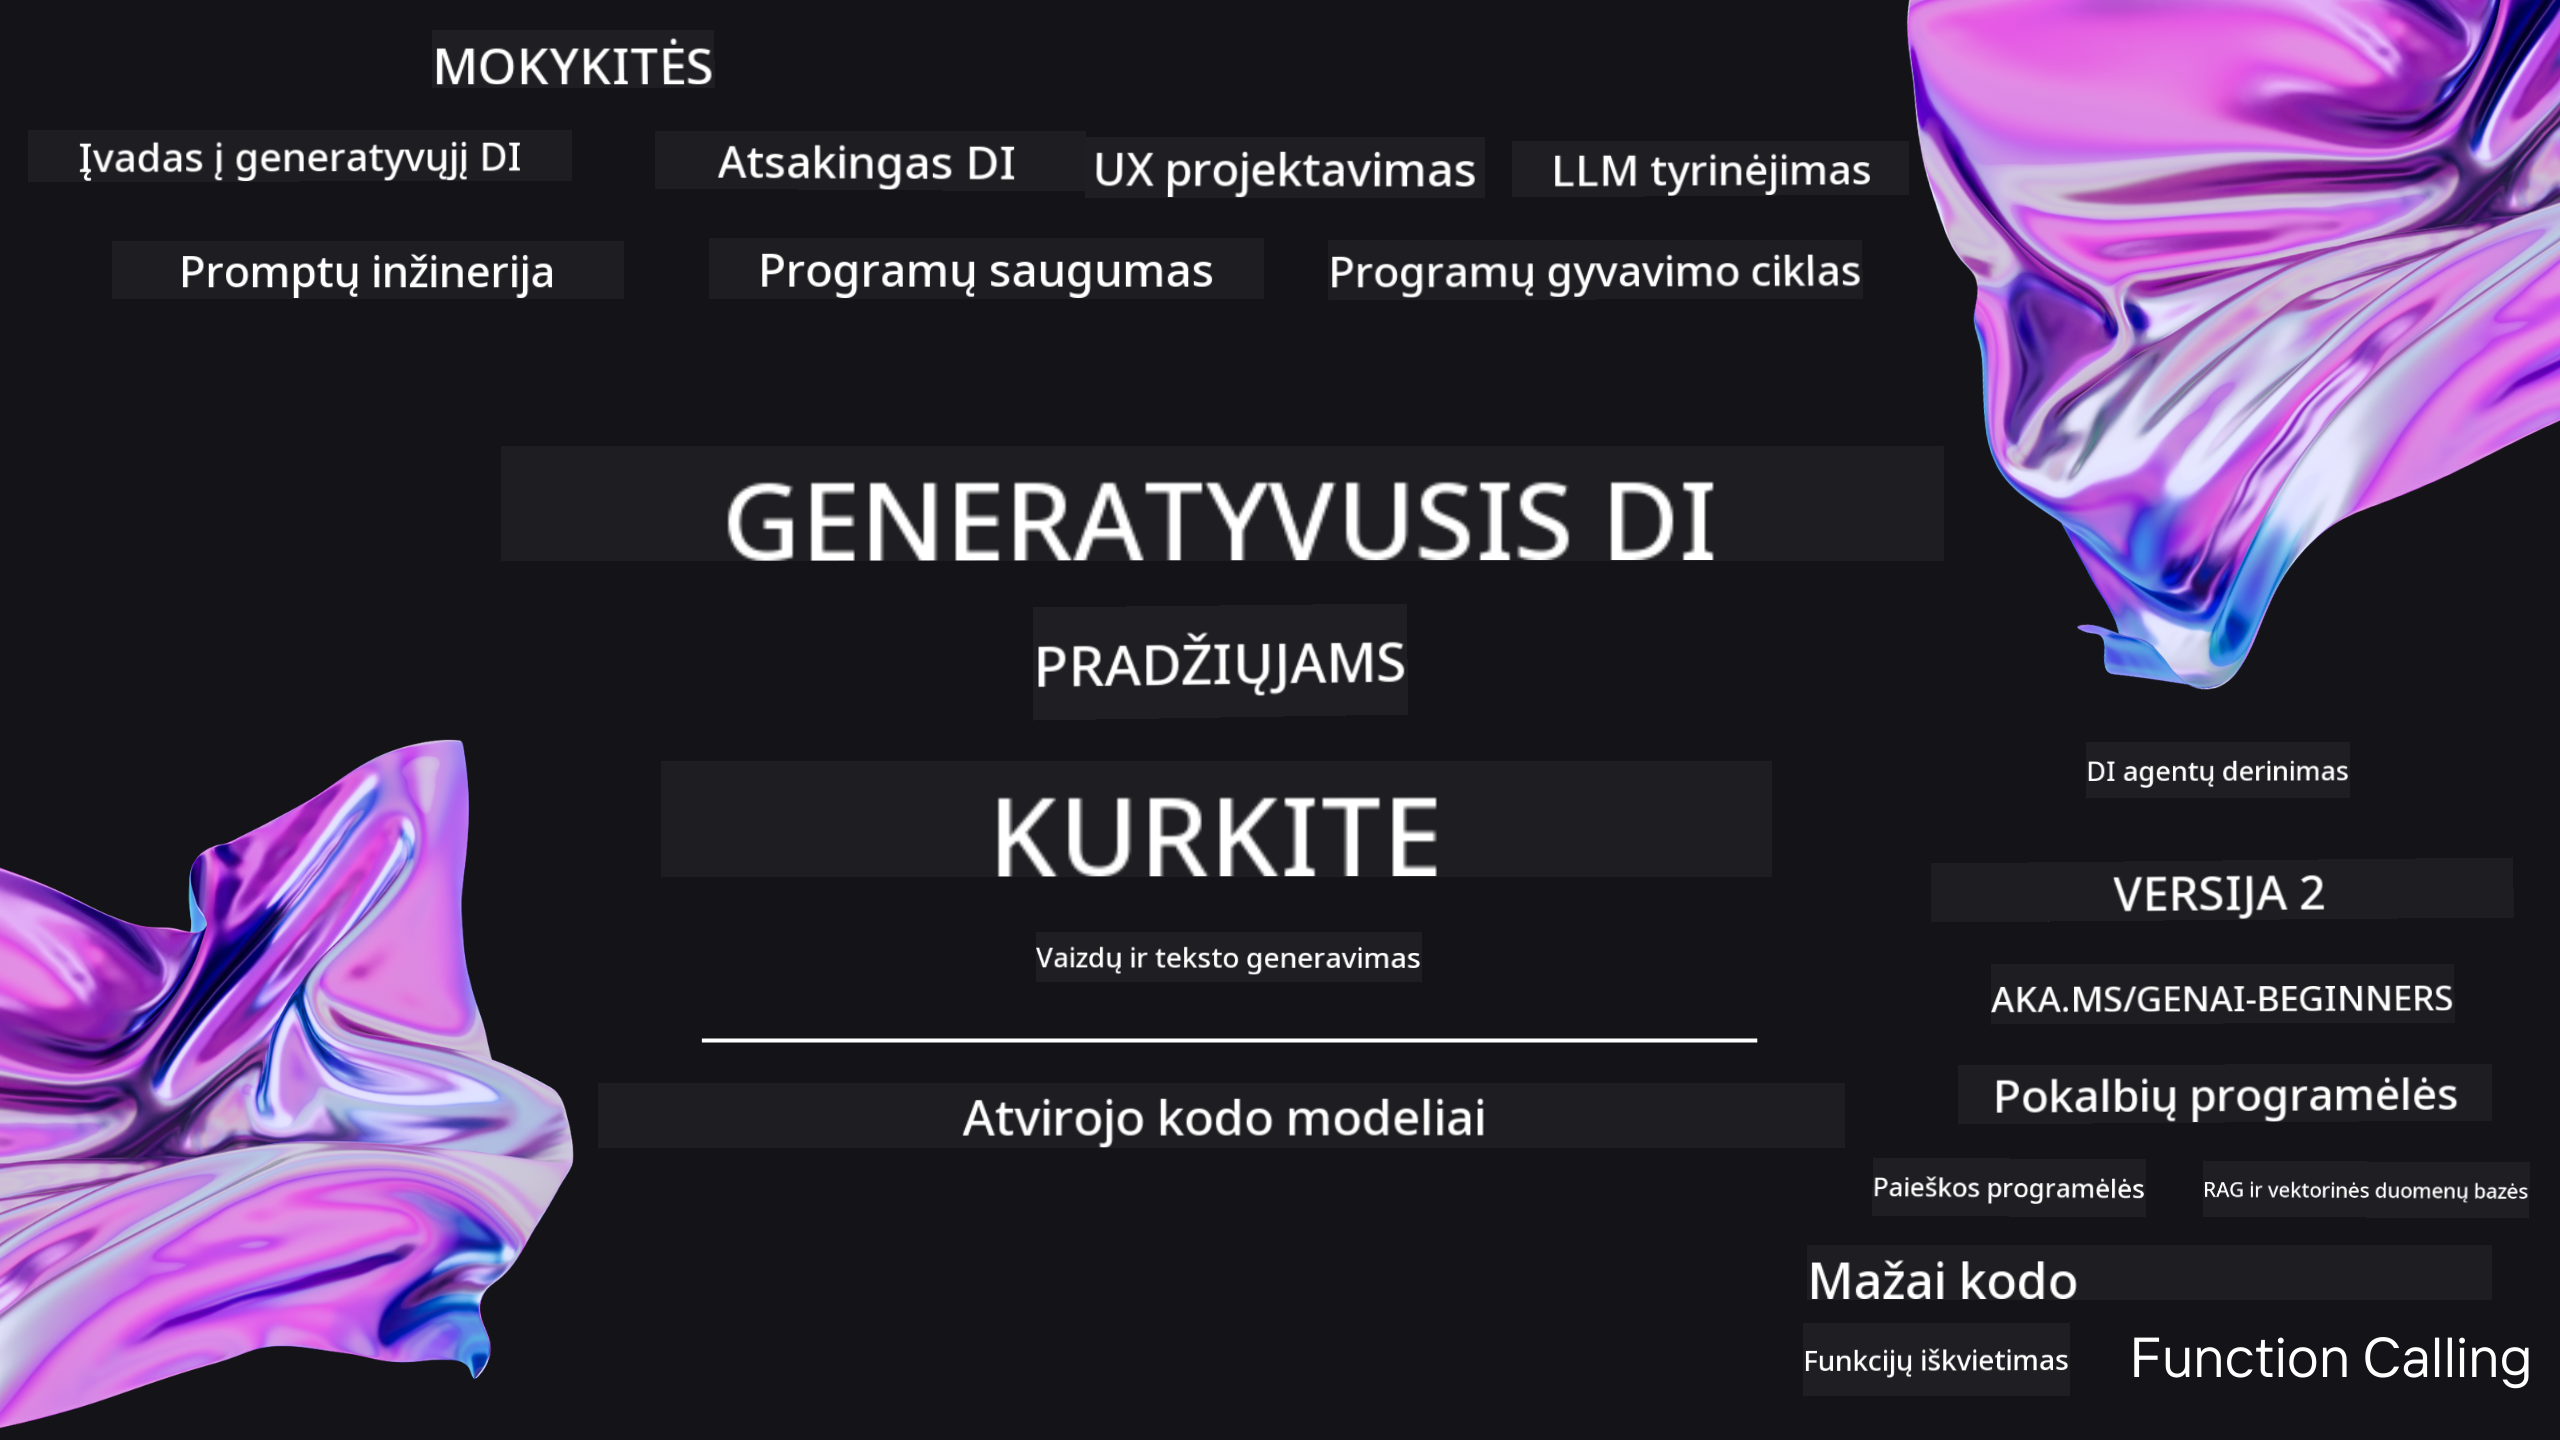 MOKYKITĖS
Įvadas į generatyvųjį DI
Atsakingas DI
UX projektavimas
LLM tyrinėjimas
Promptų inžinerija
Programų saugumas
Programų gyvavimo ciklas
GENERATYVUSIS DI
PRADŽIŲJAMS
KURKITE
Vaizdų ir teksto generavimas
Atvirojo kodo modeliai
DI agentų derinimas
VERSIJA 2
AKA.MS/GENAI-BEGINNERS
Pokalbių programėlės
Paieškos programėlės
RAG ir vektorinės duomenų bazės
Mažai kodo
Funkcijų iškvietimas
Function Calling